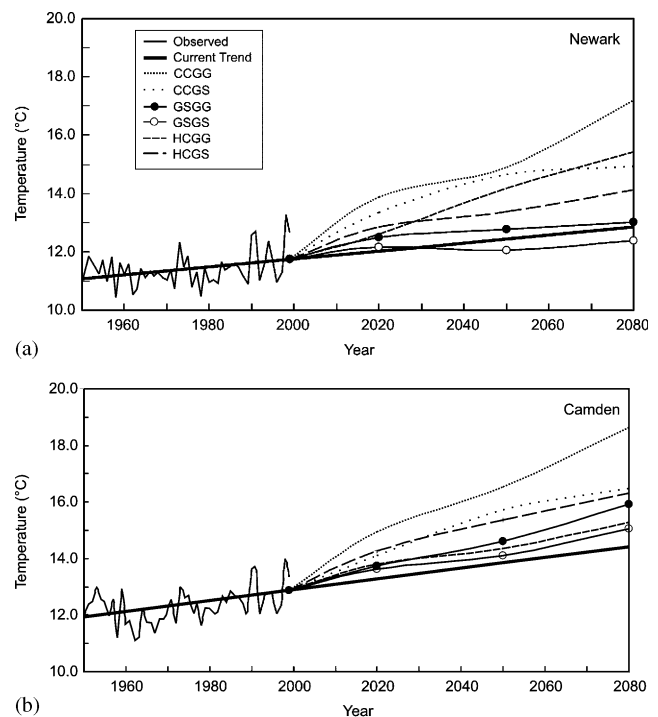 20.0
18.0
16.0
14.0
12.0
10.0
Temperature (°C)
Observed
Current Trend
CCGG
CCGS
GSGG
GSGS
HCGG
HCGS
Newark
1960 1980 2000 2020 2040 2060 2080
Year
(a)
20.0
18.0
16.0
14.0
12.0
10.0
Temperature (°C)
Camden
1960 1980 2000 2020 2040 2060 2080
Year
(b)